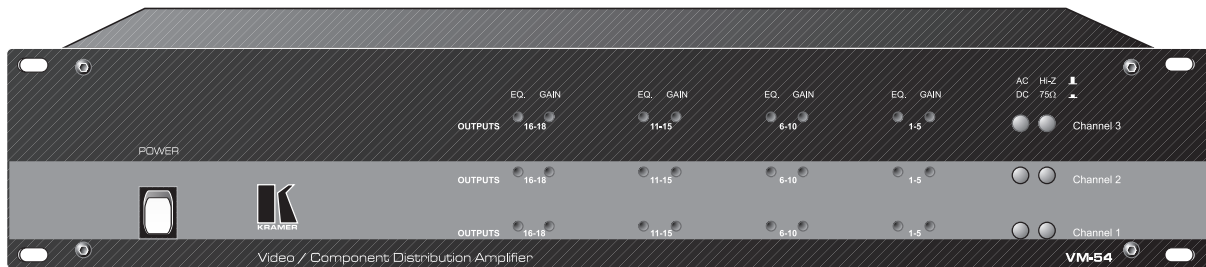 AC Hi-Z
EQ. GAIN EQ. GAIN EQ. GAIN EQ. GAIN DC 75Ω
OUTPUTS 16-18 11-15 6-10 1-5 Channel 3
POWER
OUTPUTS 16-18 11-15 6-10 1-5 Channel 2
K
KRAMER
OUTPUTS 16-18 11-15 6-10 1-5 Channel 1
Video / Component Distribution Amplifier VM-54